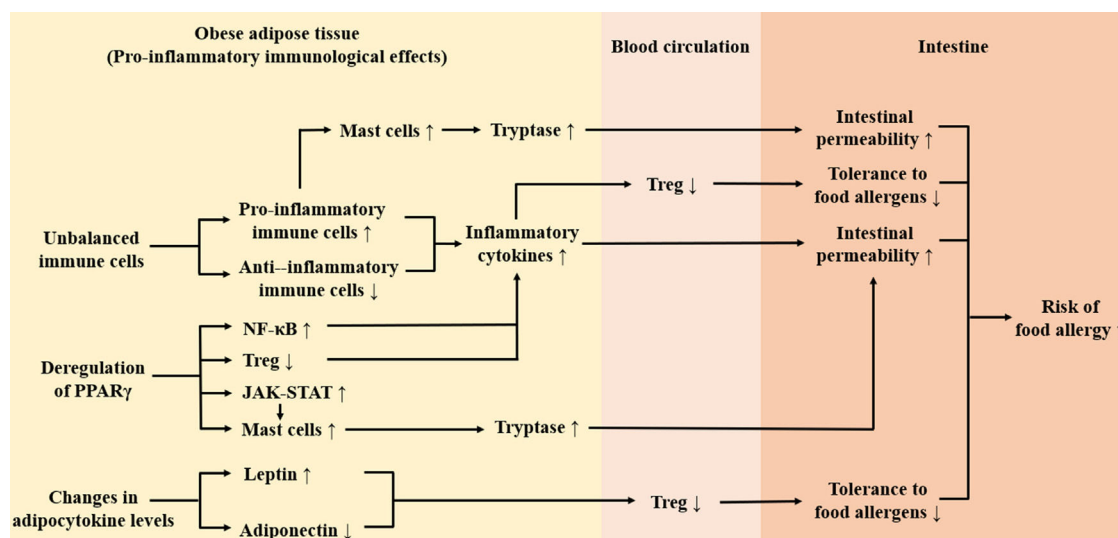 Obese adipose tissue
(Pro-inflammatory immunological effects)
Blood circulation
Intestine
Mast cells ↑
Tryptase ↑
Intestinal
permeability ↑
Treg ↓
Tolerance to
food allergens ↓
Unbalanced
immune cells
Pro-inflammatory
immune cells ↑
Anti--inflammatory
immune cells ↓
Inflammatory
cytokines ↑
Intestinal
permeability ↑
Risk of
food allergy
Deregulation
of PPARγ
NF-κB ↑
Treg ↓
JAK-STAT ↑
Mast cells ↑
Tryptase ↑
Changes in
adipocytokine levels
Leptin ↑
Adiponectin ↓
Treg ↓
Tolerance to
food allergens ↓